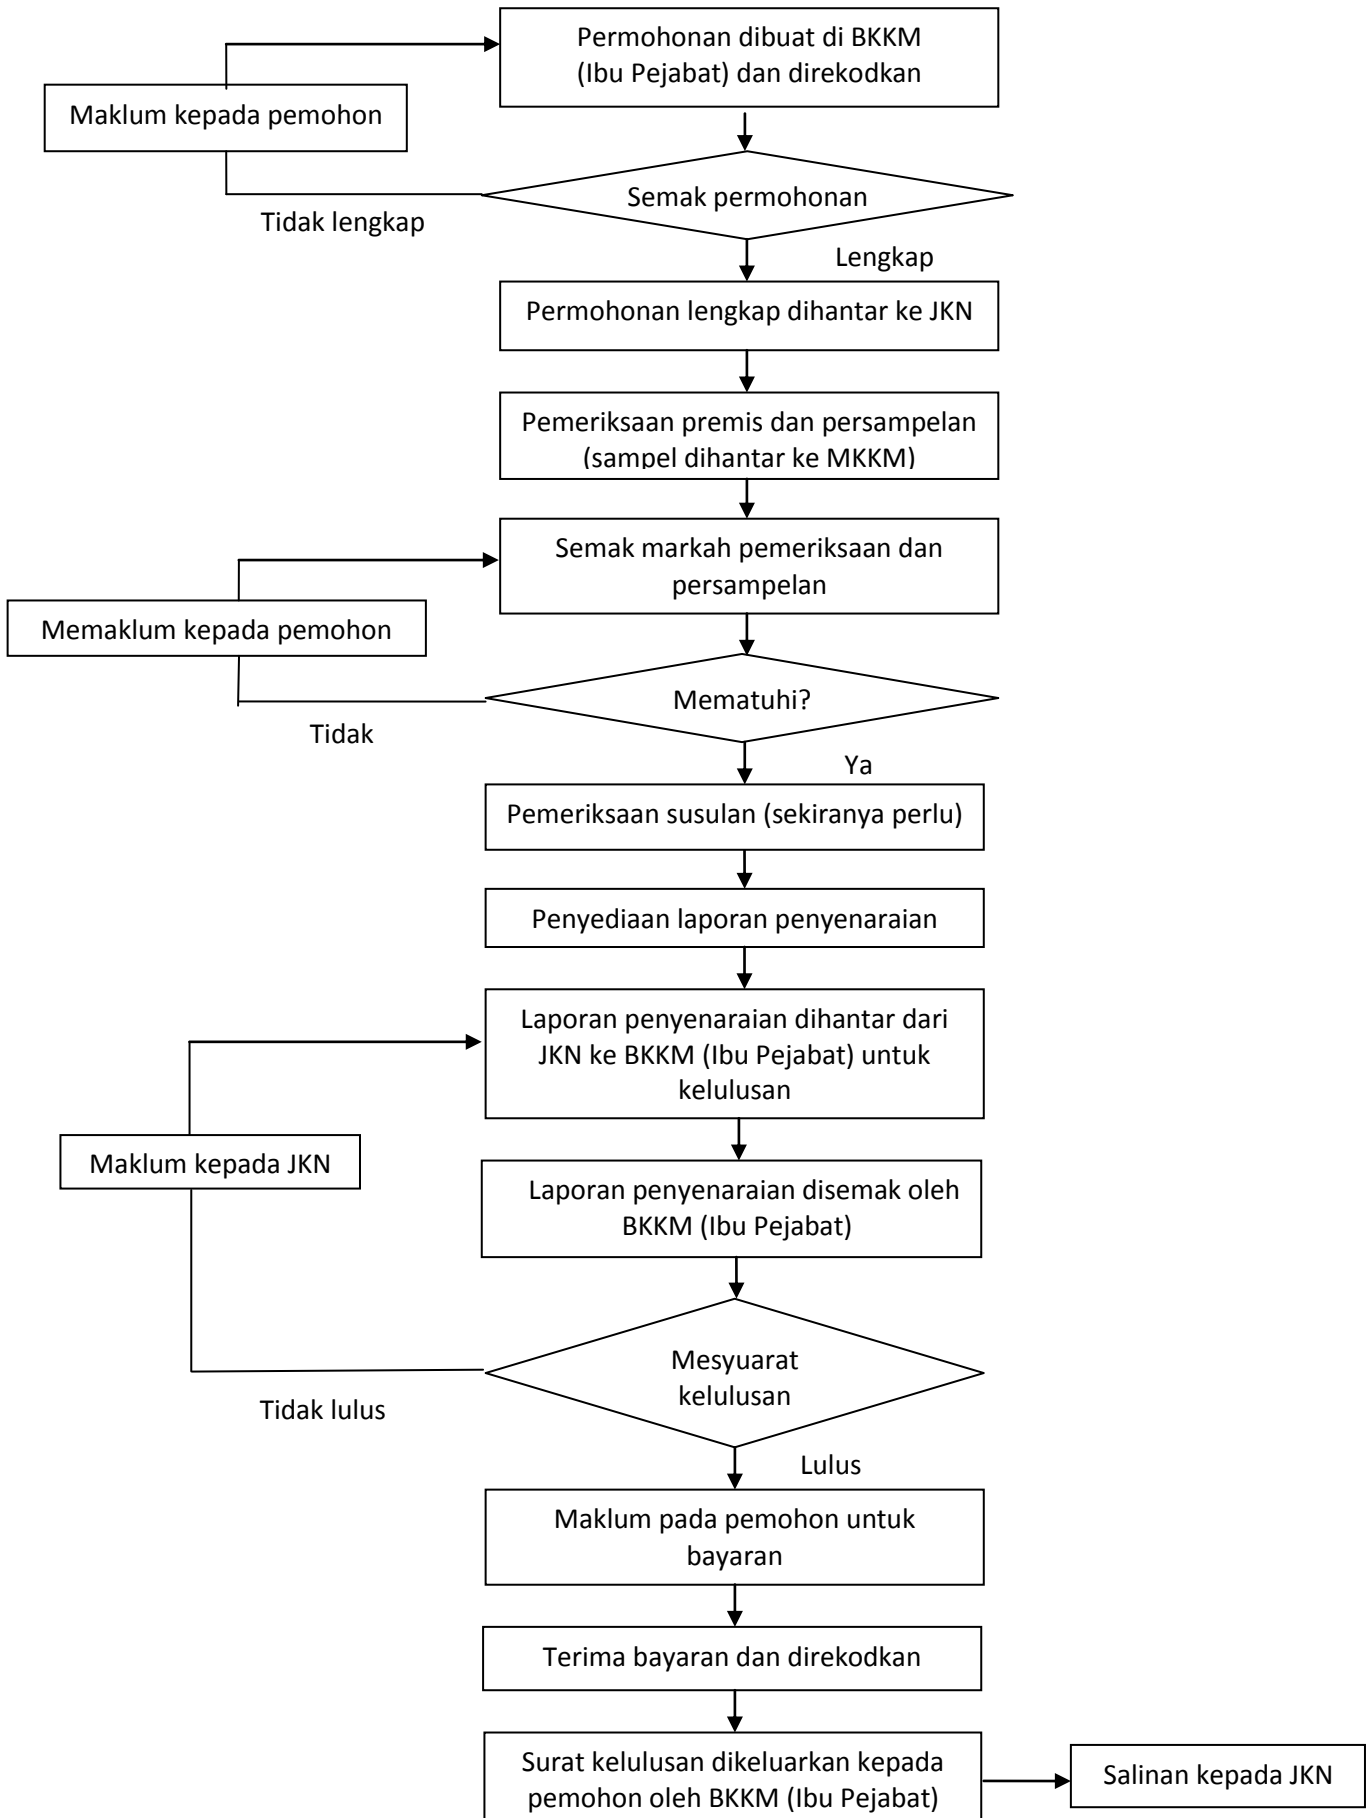 Permohonan dibuat di BKKM
(Ibu Pejabat) dan direkodkan
Maklum kepada pemohon
Semak permohonan
Tidak lengkap
Lengkap
Permohonan lengkap dihantar ke JKN
Pemeriksaan premis dan persampelan
(sampel dihantar ke MKKM)
Semak markah pemeriksaan dan
persampelan
Memaklum kepada pemohon
Mematuhi?
Tidak
Ya
Pemeriksaan susulan (sekiranya perlu)
Penyediaan laporan penyenaraian
Laporan penyenaraian dihantar dari
JKN ke BKKM (Ibu Pejabat) untuk
kelulusan
Maklum kepada JKN
Laporan penyenaraian disemak oleh
BKKM (Ibu Pejabat)
Mesyuarat
kelulusan
Tidak lulus
Lulus
Maklum pada pemohon untuk
bayaran
Terima bayaran dan direkodkan
Surat kelulusan dikeluarkan kepada
pemohon oleh BKKM (Ibu Pejabat)
Salinan kepada JKN